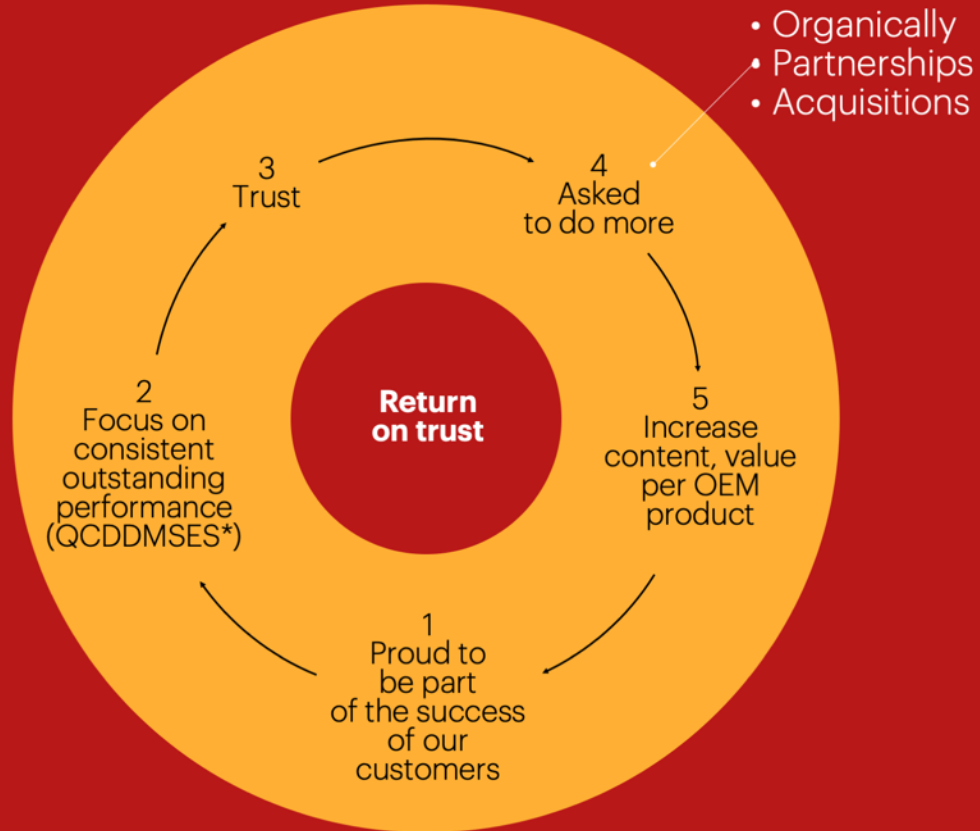 • Organically
• Partnerships
• Acquisitions
3
Trust
4
Asked
to do more
Return
on trust
2
Focus on
consistent
outstanding
performance
(QCDDMSES*)
5
Increase
content, value
per OEM
product
1
Proud to
be part
of the success
of our
customers